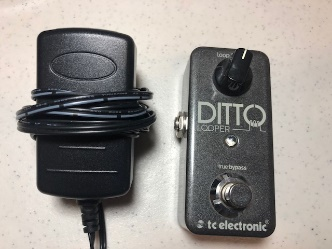 LOOP
DITTO
LOOPER
true bypass
tc electronic